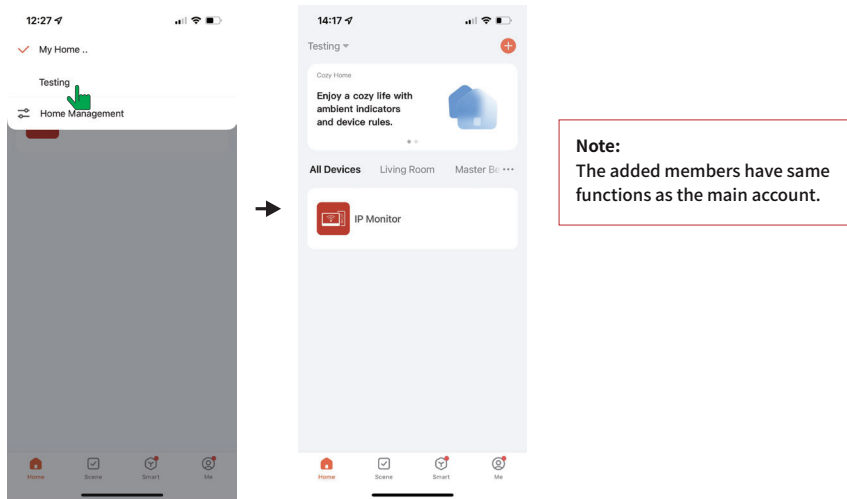 12:27
My Home ..
Testing
Home Management
Home
Scene
Smart
Me
14:17
Testing
Cozy Home
Enjoy a cozy life with
ambient indicators
and device rules.
All Devices Living Room Master Be ···
IP Monitor
Home
Scene
Smart
Me
Note:
The added members have same
functions as the main account.